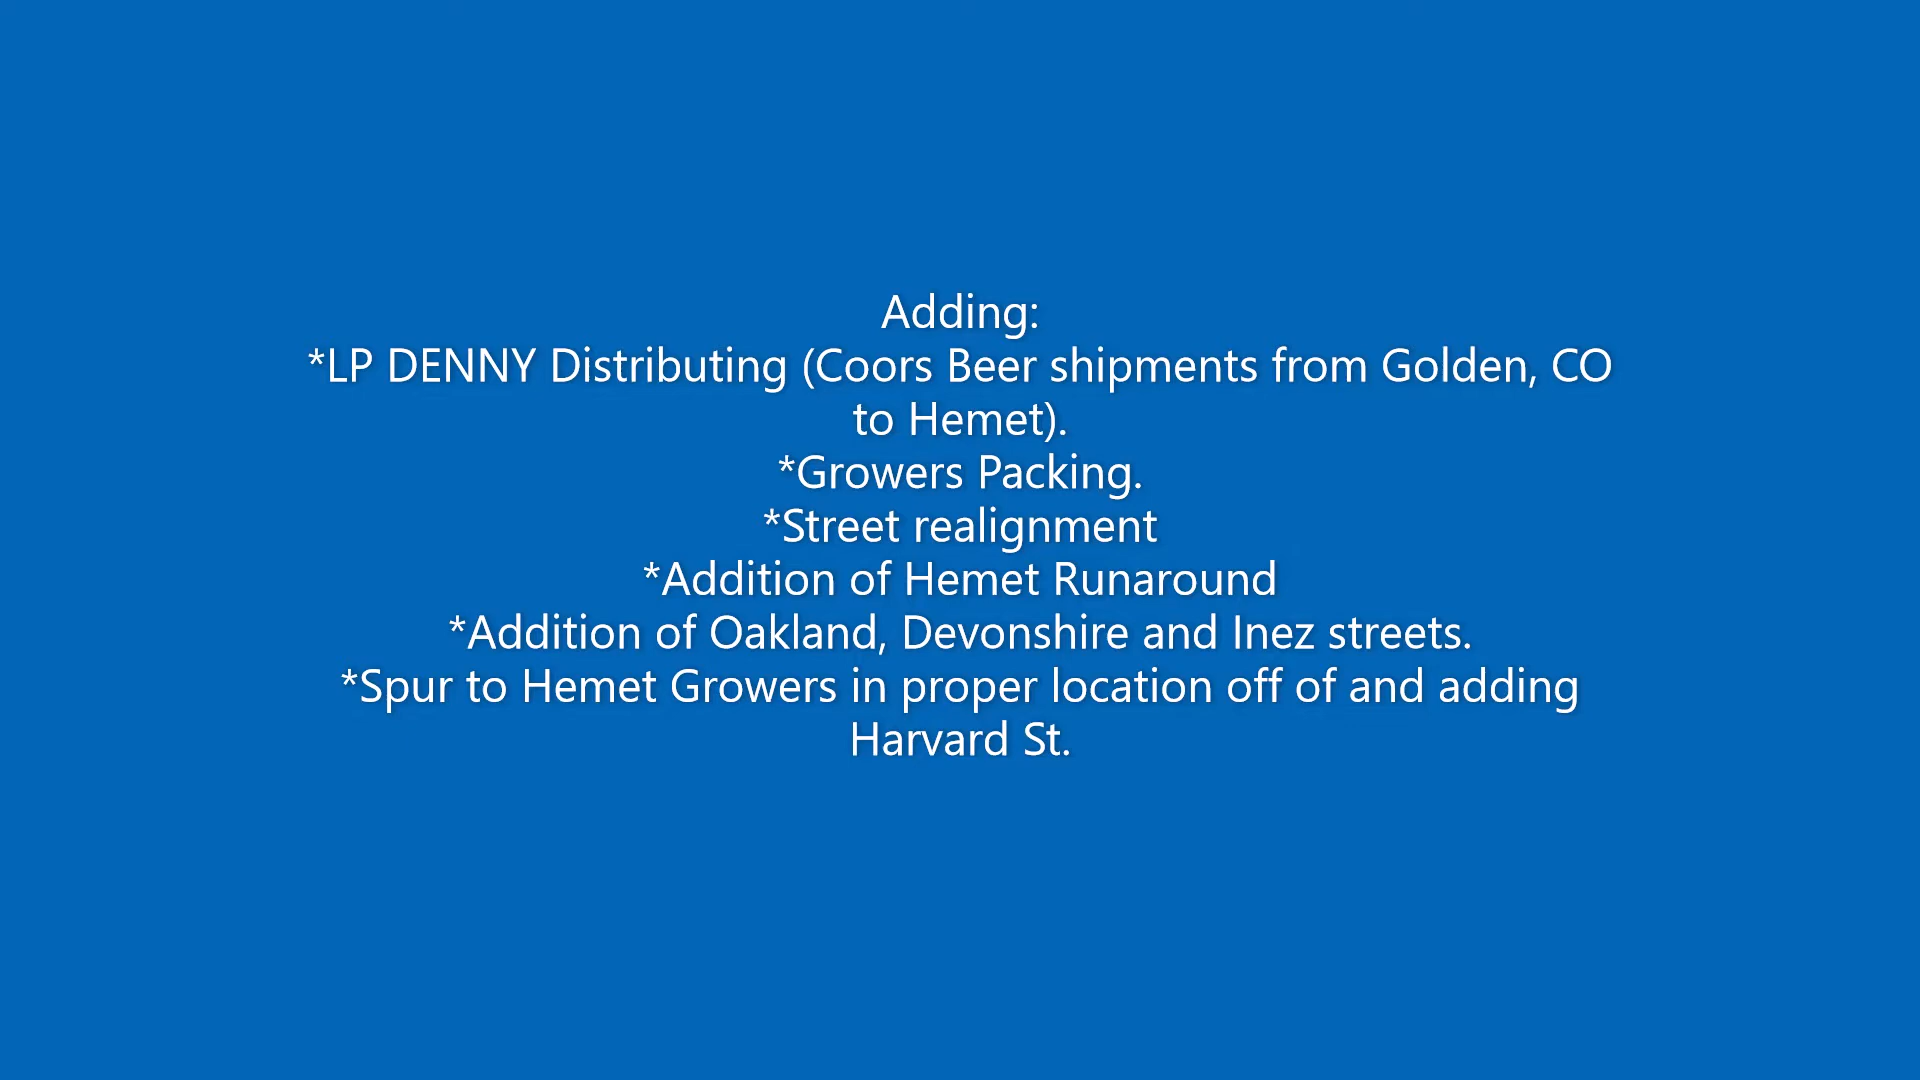 Adding:
*LP DENNY Distributing (Coors Beer shipments from Golden, CO
to Hemet).
*Growers Packing.
*Street realignment
*Addition of Hemet Runaround
*Addition of Oakland, Devonshire and Inez streets.
*Spur to Hemet Growers in proper location off of and adding
Harvard St.